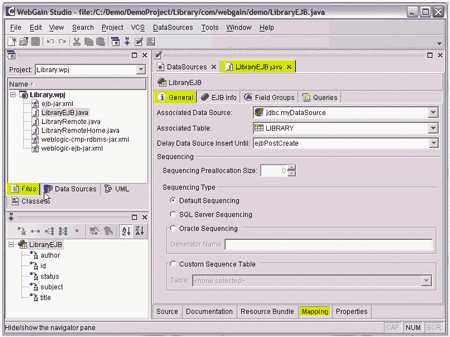 WebGain Studio - file:/C:/Demo/DemoProject/Library/com/webgain/demo/LibraryEJB.java
File Edit View Search Project VCS DataSources Tools Window Help
Project: Library.wpj
Name
Library.wpj
ejb-jar.xml
LibraryEJB.java
LibraryRemote.java
LibraryRemoteHome.java
weblogic-cmp-rdbms-jar.xml
weblogic-ejb-jar.xml
Files Data Sources UML
Classes
LibraryEJB
author
id
status
subject
title
DataSources LibraryEJB.java
LibraryEJB
General EJB Info Field Groups Queries
Associated Data Source: jdbc.myDataSource
Associated Table: LIBRARY
Delay Data Source Insert Until: ejbPostCreate
Sequencing
Sequencing Preallocation Size: 0
Sequencing Type
Default Sequencing
SQL Server Sequencing
Oracle Sequencing
Generator Name:
Custom Sequence Table
Table: <none selected>
Source Documentation Resource Bundle Mapping Properties
Hide/show the navigator pane CAP NUM SCR